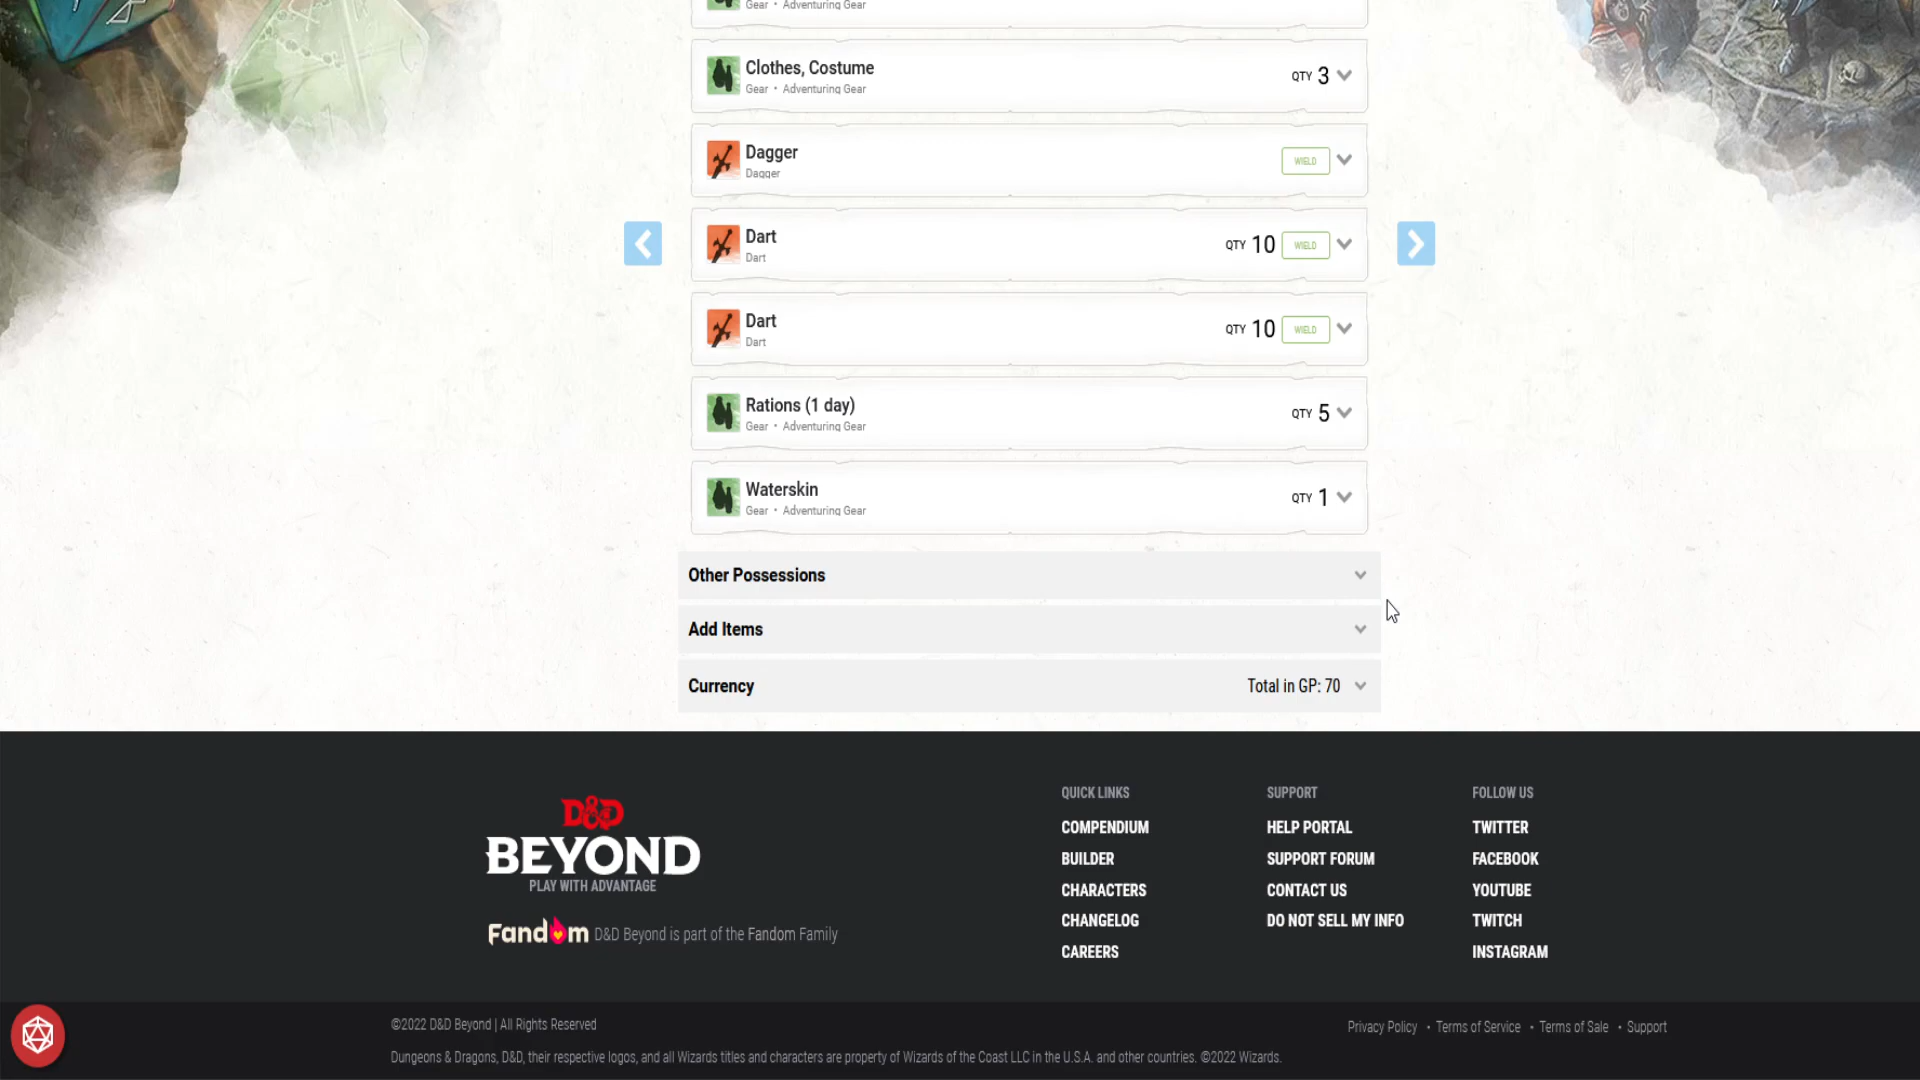 Gear • Adventuring Gear
Clothes, Costume
Gear • Adventuring Gear
QTY 3
Dagger
Dagger
WIELD
Dart
Dart
QTY 10 WIELD
Dart
Dart
QTY 10 WIELD
Rations (1 day)
Gear • Adventuring Gear
QTY 5
Waterskin
Gear • Adventuring Gear
QTY 1
Other Possessions
Add Items
Currency
Total in GP: 70
D&D
BEYOND
PLAY WITH ADVANTAGE
Fandom D&D Beyond is part of the Fandom Family
QUICK LINKS
COMPENDIUM
BUILDER
CHARACTERS
CHANGELOG
CAREERS
SUPPORT
HELP PORTAL
SUPPORT FORUM
CONTACT US
DO NOT SELL MY INFO
FOLLOW US
TWITTER
FACEBOOK
YOUTUBE
TWITCH
INSTAGRAM
©2022 D&D Beyond | All Rights Reserved
Privacy Policy • Terms of Service • Terms of Sale • Support
Dungeons & Dragons, D&D, their respective logos, and all Wizards titles and characters are property of Wizards of the Coast LLC in the U.S.A. and other countries. ©2022 Wizards.